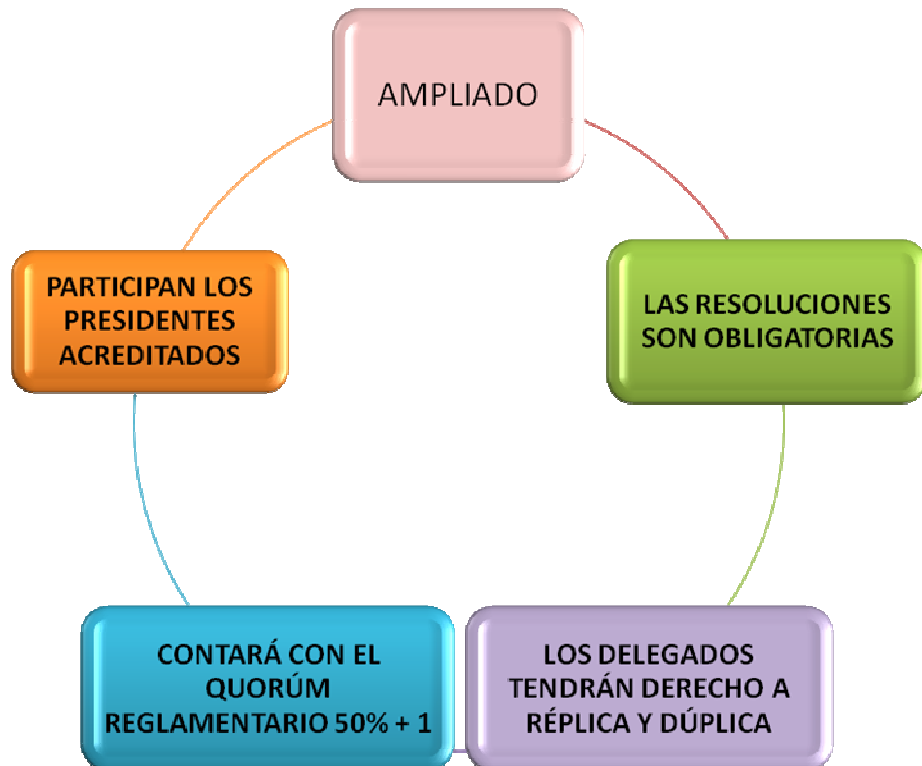 AMPLIADO
LAS RESOLUCIONES
SON OBLIGATORIAS
LOS DELEGADOS
TENDRÁN DERECHO A
RÉPLICA Y DÚPLICA
CONTARÁ CON EL
QUORÚM
REGLAMENTARIO 50% + 1
PARTICIPAN LOS
PRESIDENTES
ACREDITADOS